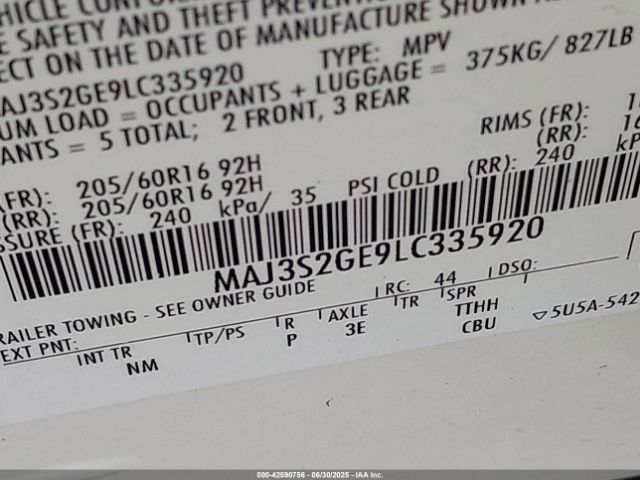 SAFETY AND THEFT
ON THE DATE OF MANUFACTURE SHOWN
AJ3S2GE9LC335920 TYPE: MPV
UM LOAD = OCCUPANTS + LUGGAGE = 375KG/ 827LB
ANTS = 5 TOTAL; 2 FRONT, 3 REAR
(FR): 205/60R16 92H RIMS (FR):
(RR): 205/60R16 92H (RR):
SSURE (FR): 240 kPa/ 35 PSI COLD (RR): 240
MAJ3S2GE9LC335920
RAILER TOWING - SEE OWNER GUIDE RC: 44 DSO:
EXT PNT: INT TR TP/PS R AXLE TR SPR
NM P 3E TTHH
CBU ▽5U5A-542
000-42590756 - 06/30/2025 - IAA Inc.